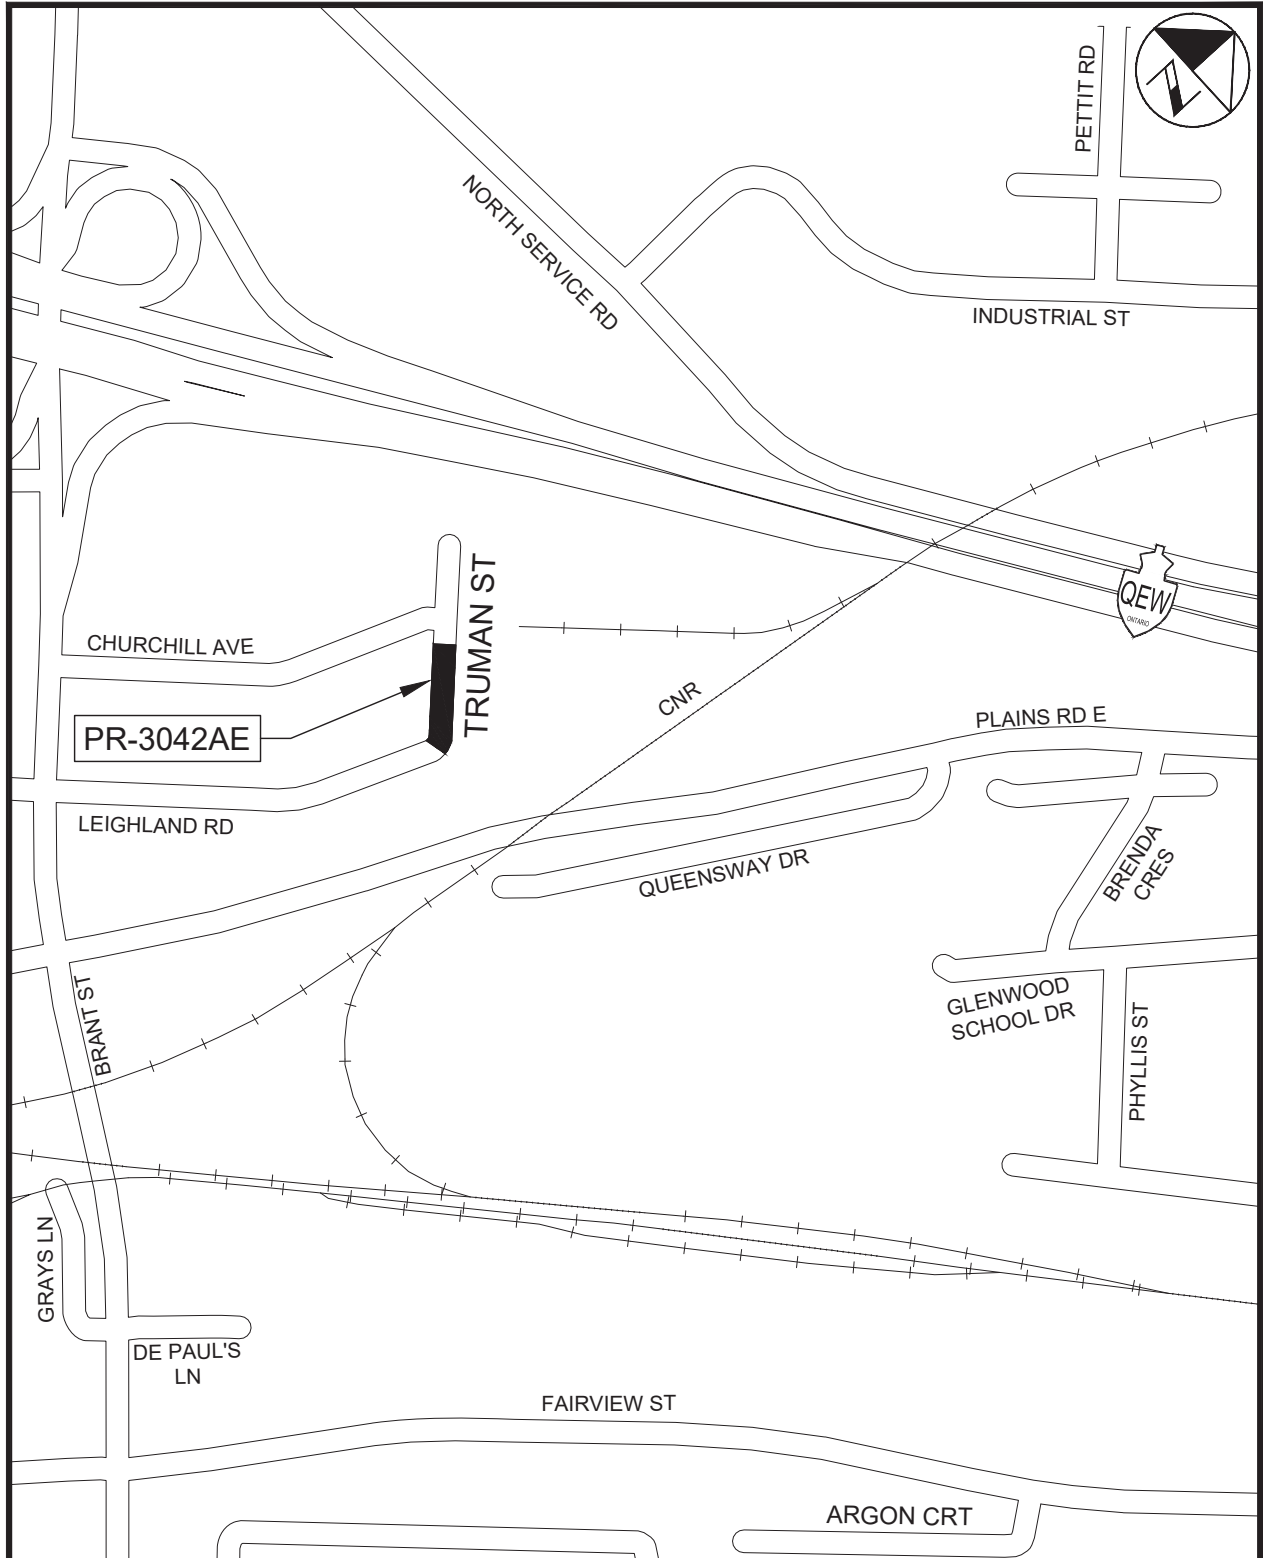 PETTIT RD
NORTH SERVICE RD
INDUSTRIAL ST
QEW
ONTARIO
TRUMAN ST
CHURCHILL AVE
CNR
PR-3042AE
PLAINS RD E
LEIGHLAND RD
QUEENSWAY DR
BRENDA
CRES
BRANT ST
GLENWOOD
SCHOOL DR
PHYLLIS ST
GRAYS LN
DE PAUL'S
LN
FAIRVIEW ST
ARGON CRT